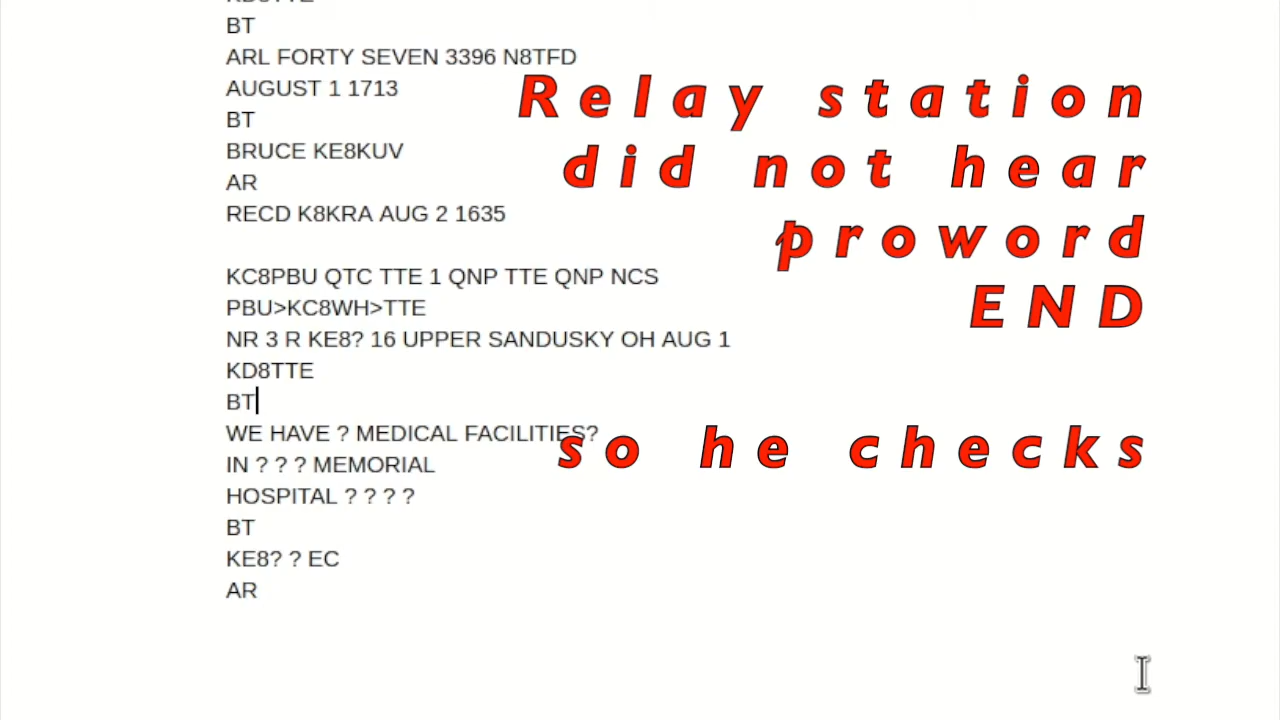 BT
ARL FORTY SEVEN 3396 N8TFD
AUGUST 1 1713
BT
BRUCE KE8KUV
AR
RECD K8KRA AUG 2 1635
KC8PBU QTC TTE 1 QNP TTE QNP NCS
PBU>KC8WH>TTE
NR 3 R KE8? 16 UPPER SANDUSKY OH AUG 1
KD8TTE
BT
WE HAVE ? MEDICAL FACILITIES?
IN ? ? ? MEMORIAL
HOSPITAL ? ? ? ?
BT
KE8? ? EC
AR
Relay station
did not hear
proword
END
so he checks